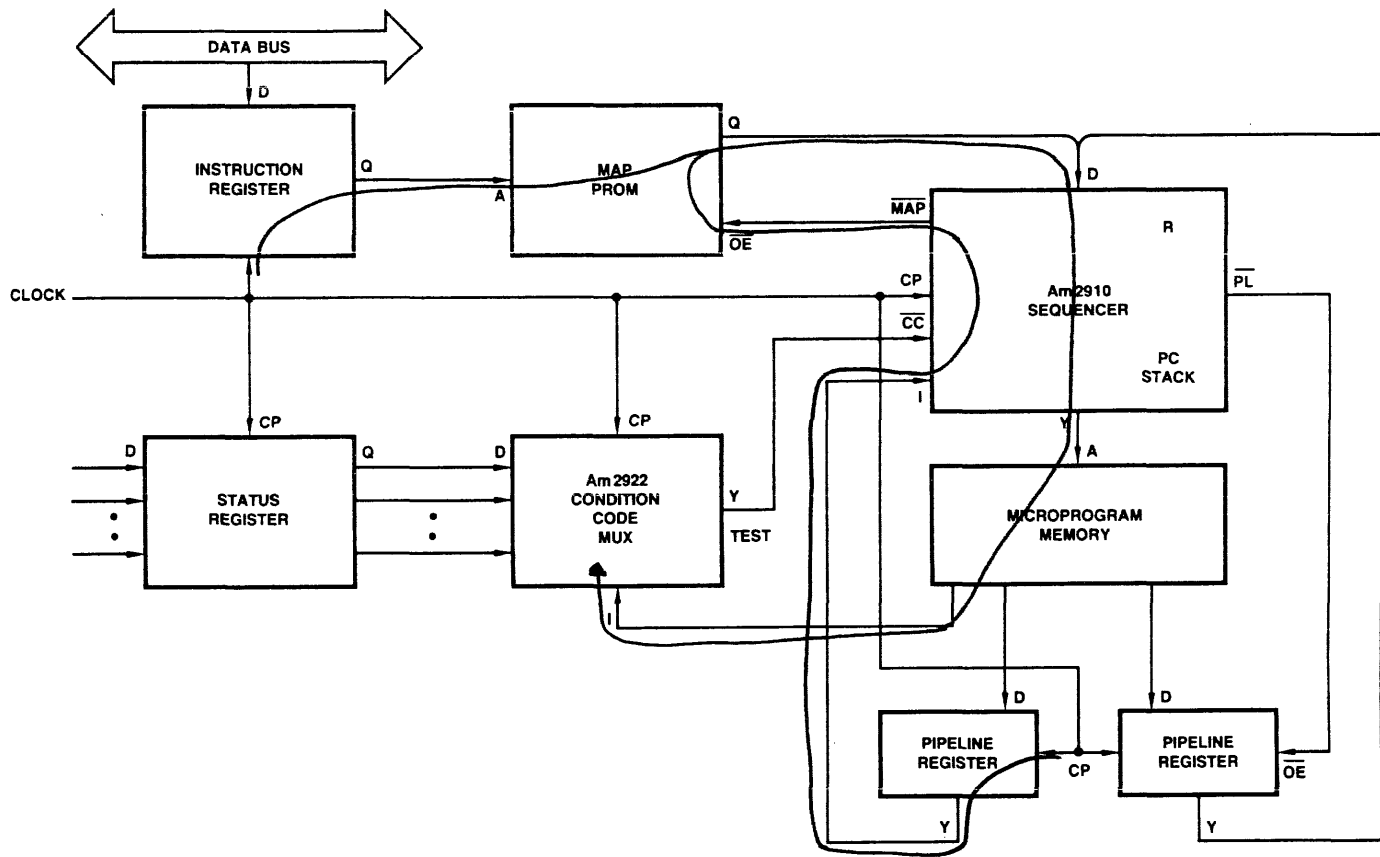 DATA BUS
D
INSTRUCTION
REGISTER
Q
A
MAP
PROM
Q
D
MAP
OE
R
CLOCK
CP
Am2910
SEQUENCER
PL
CC
PC
STACK
I
CP
CP
Y
A
D
STATUS
REGISTER
Q
D
Am2922
CONDITION
CODE
MUX
Y
TEST
MICROPROGRAM
MEMORY
I
D
D
PIPELINE
REGISTER
CP
PIPELINE
REGISTER
OE
Y
Y